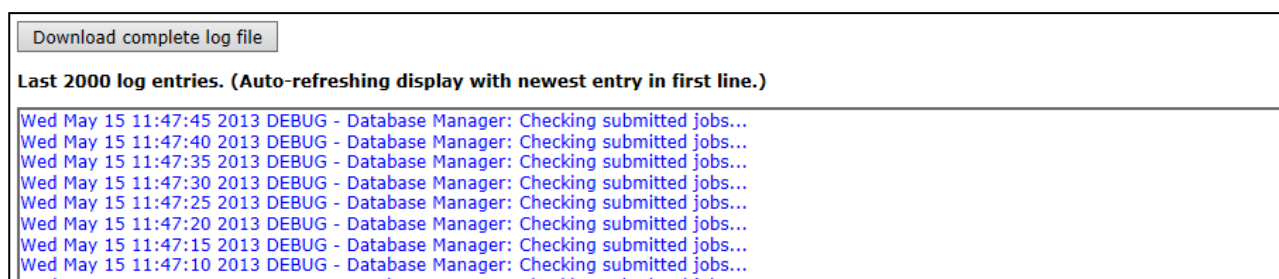 Download complete log file
Last 2000 log entries. (Auto-refreshing display with newest entry in first line.)
Wed May 15 11:47:45 2013 DEBUG - Database Manager: Checking submitted jobs...
Wed May 15 11:47:40 2013 DEBUG - Database Manager: Checking submitted jobs...
Wed May 15 11:47:35 2013 DEBUG - Database Manager: Checking submitted jobs...
Wed May 15 11:47:30 2013 DEBUG - Database Manager: Checking submitted jobs...
Wed May 15 11:47:25 2013 DEBUG - Database Manager: Checking submitted jobs...
Wed May 15 11:47:20 2013 DEBUG - Database Manager: Checking submitted jobs...
Wed May 15 11:47:15 2013 DEBUG - Database Manager: Checking submitted jobs...
Wed May 15 11:47:10 2013 DEBUG - Database Manager: Checking submitted jobs...